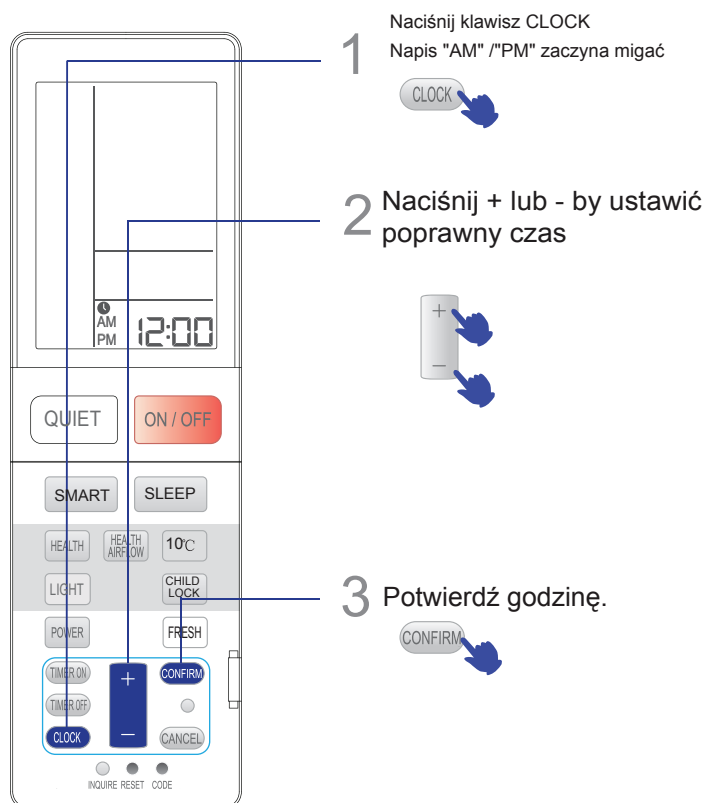 1
Naciśnij klawisz CLOCK
Napis "AM" /"PM" zaczyna migać
CLOCK
2
Naciśnij + lub - by ustawić
poprawny czas
+
−
3
Potwierdź godzinę.
CONFIRM
AM
PM
12:00
QUIET
ON / OFF
SMART
SLEEP
HEALTH
HEALTH
AIRFLOW
10℃
LIGHT
CHILD
LOCK
POWER
FRESH
TIMER ON
+
CONFIRM
TIMER OFF
CLOCK
−
CANCEL
INQUIRE RESET CODE